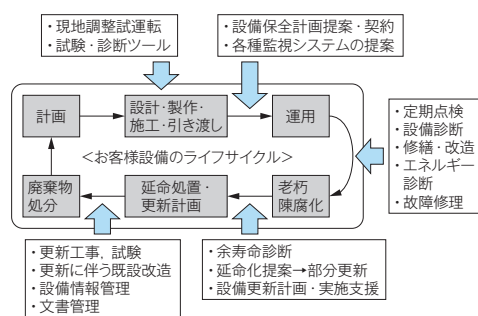 ・現地調整試運転
・試験・診断ツール
・設備保全計画提案・契約
・各種監視システムの提案
計画
設計・製作・
施工・引き渡し
運用
・定期点検
・設備診断
・修繕・改造
・エネルギー
診断
・故障修理
＜お客様設備のライフサイクル＞
廃棄物
処分
延命処置・
更新計画
老朽
陳腐化
・更新工事，試験
・更新に伴う既設改造
・設備情報管理
・文書管理
・余寿命診断
・延命化提案→部分更新
・設備更新計画・実施支援